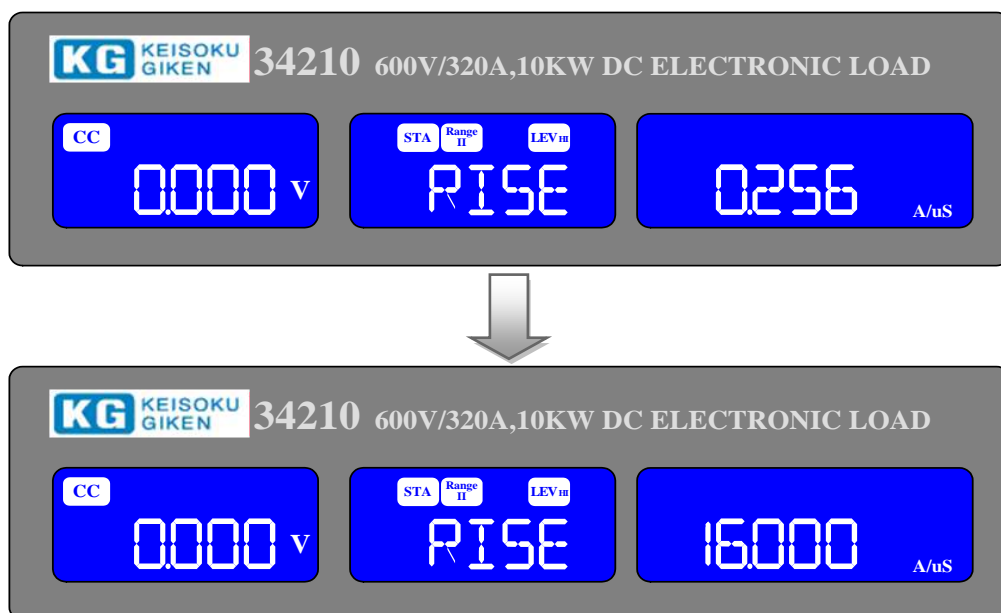 KG KEISOKU GIKEN 34210 600V/320A,10KW DC ELECTRONIC LOAD
CC STA Range II LEV HI
0.000 V RISE 0.256 A/uS
KG KEISOKU GIKEN 34210 600V/320A,10KW DC ELECTRONIC LOAD
CC STA Range II LEV HI
0.000 V RISE 16.000 A/uS